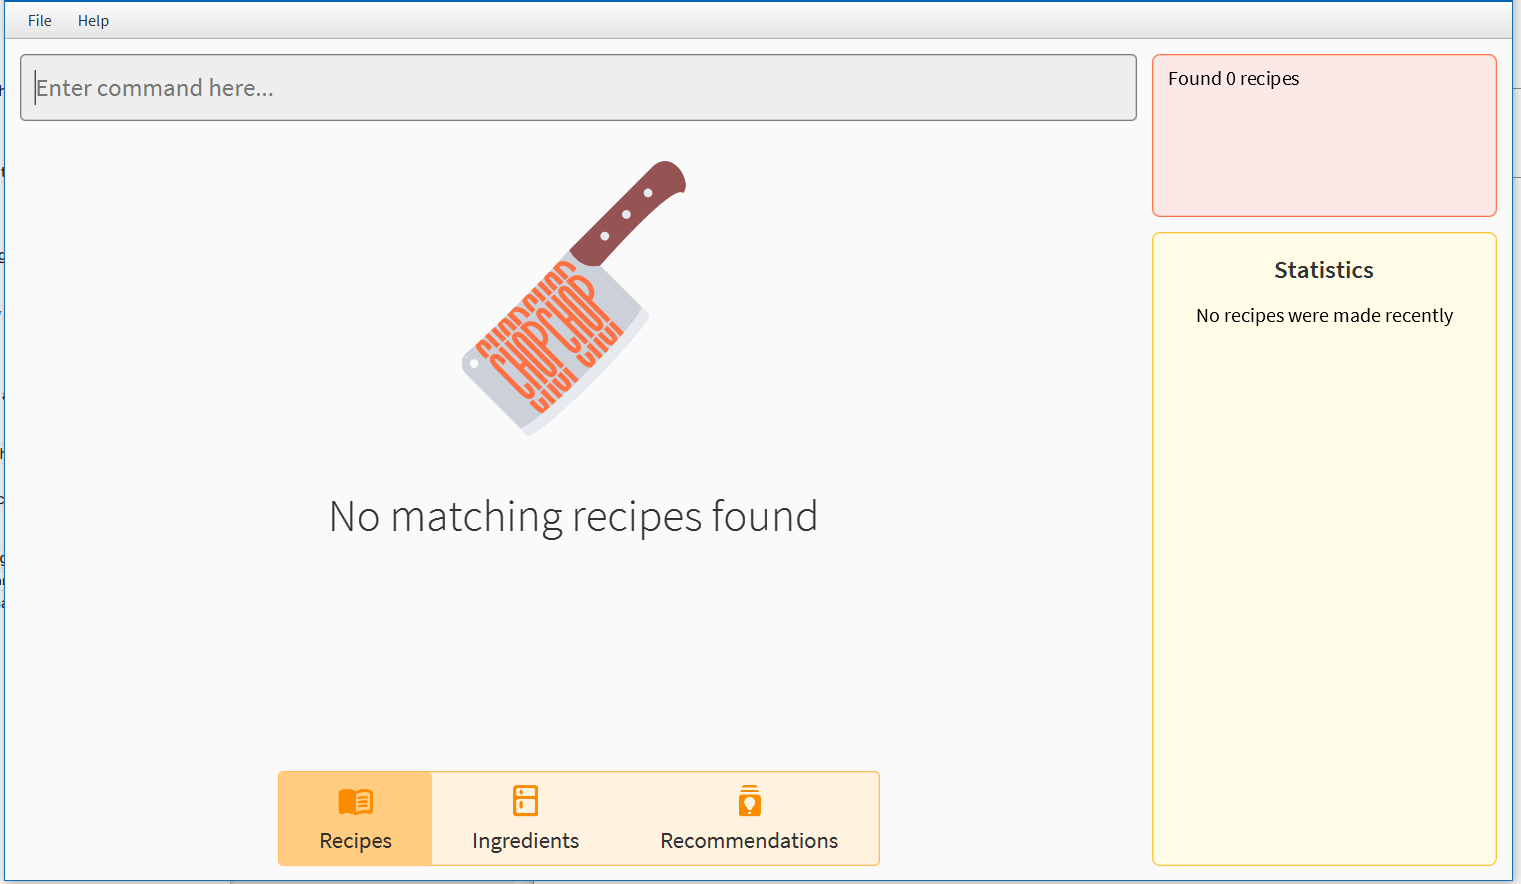 File Help
Enter command here...
Found 0 recipes
CHOPCHOP
Statistics
No recipes were made recently
No matching recipes found
Recipes Ingredients Recommendations